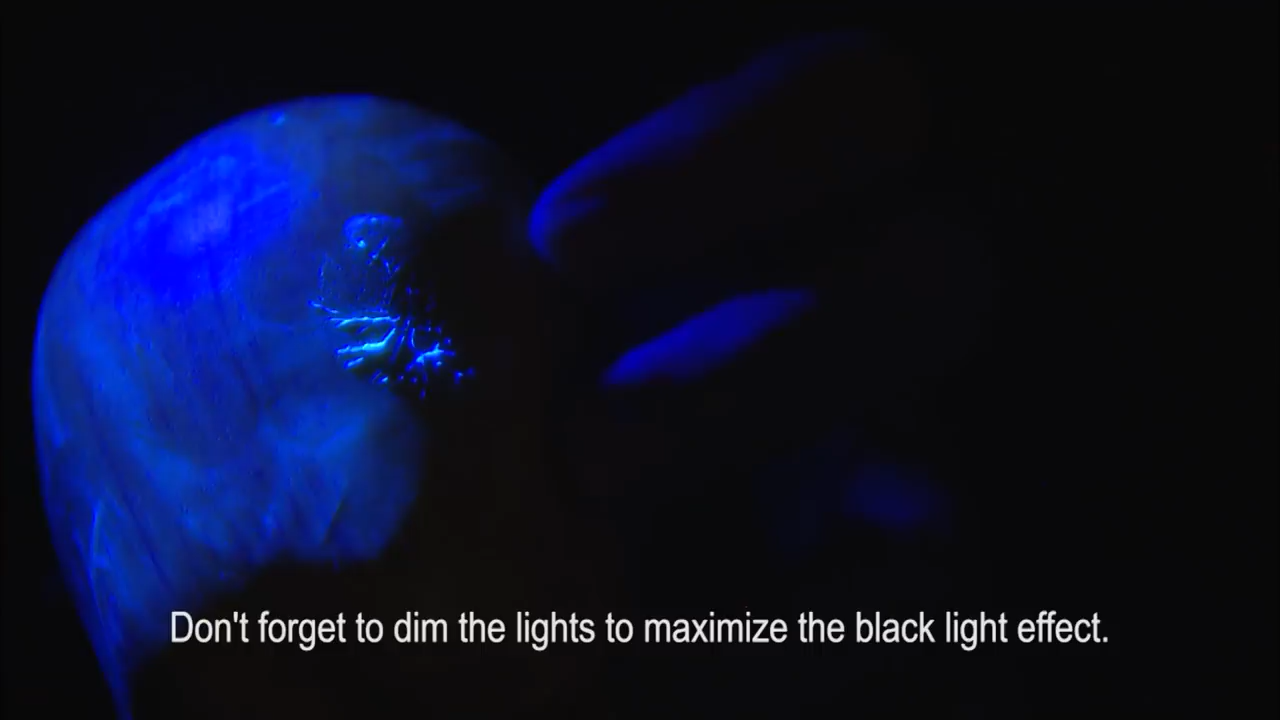 Don't forget to dim the lights to maximize the black light effect.